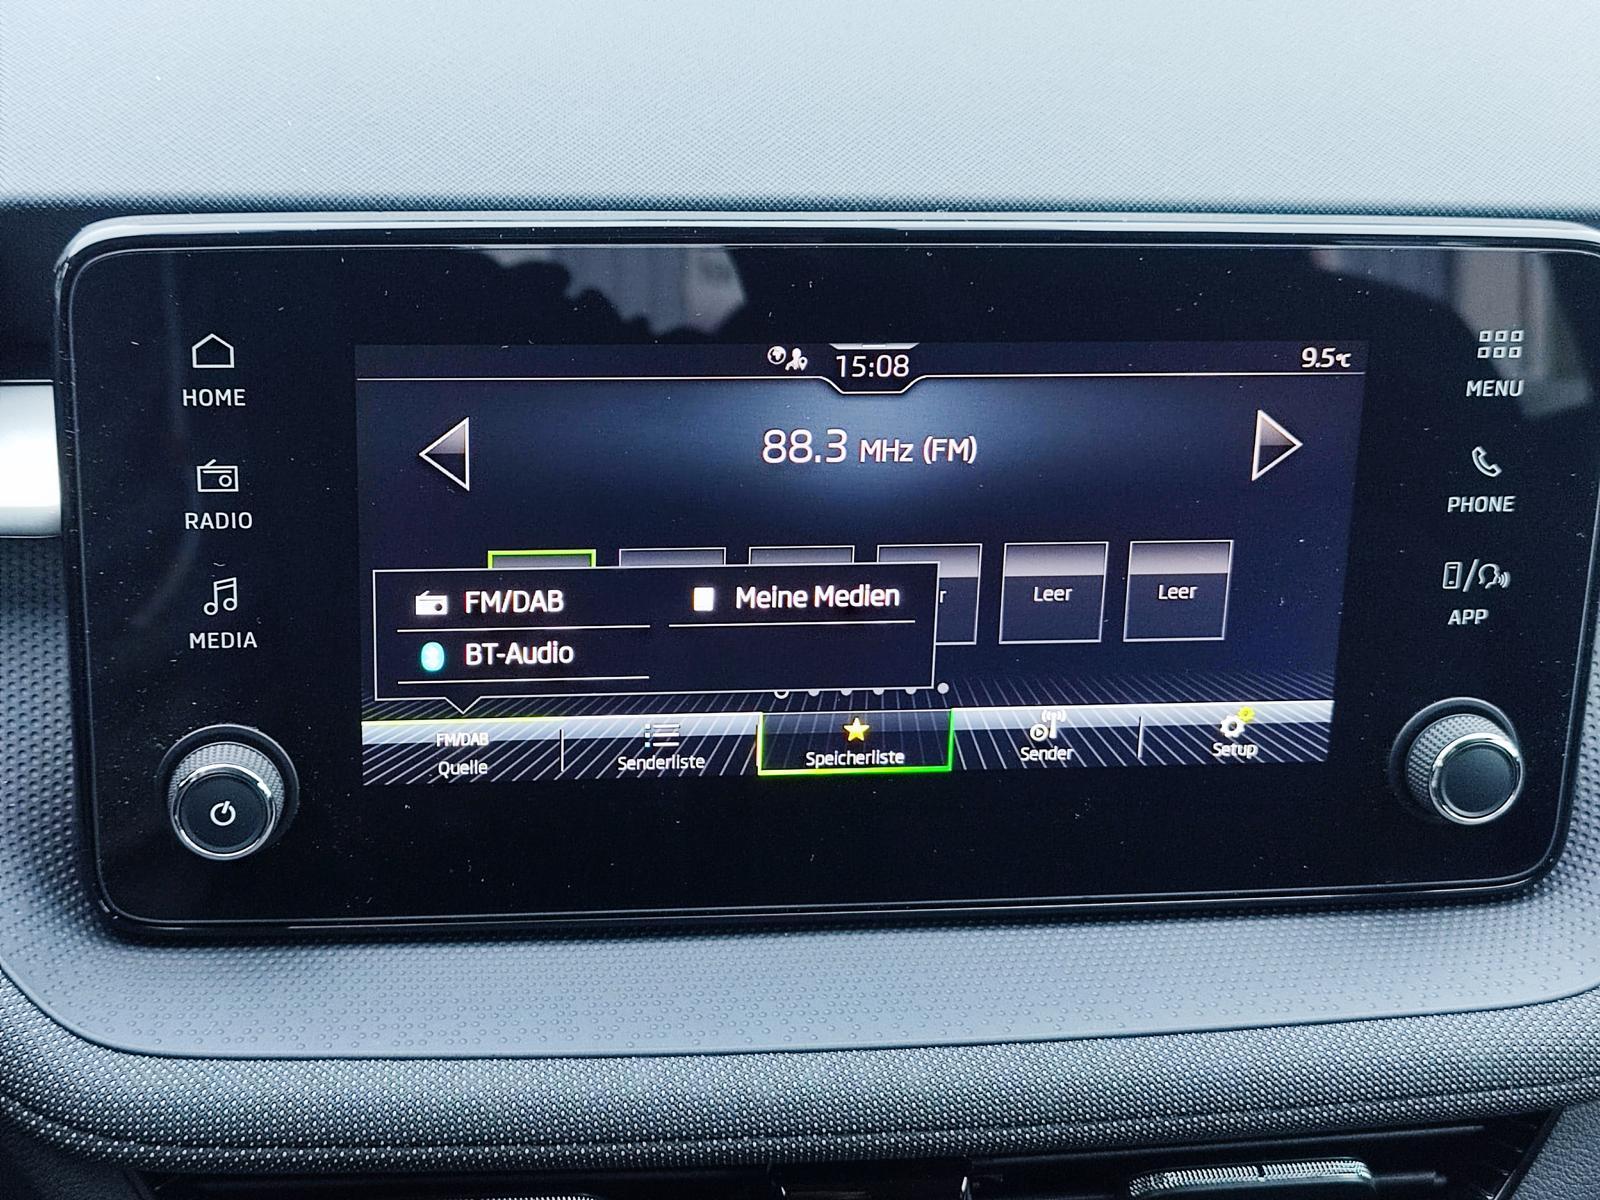 HOME
RADIO
MEDIA
15:08
9.5°C
88.3 MHz (FM)
FM/DAB
Meine Medien
BT-Audio
r
Leer
Leer
FM/DAB
Quelle
Senderliste
Speicherliste
Sender
Setup
MENU
PHONE
APP